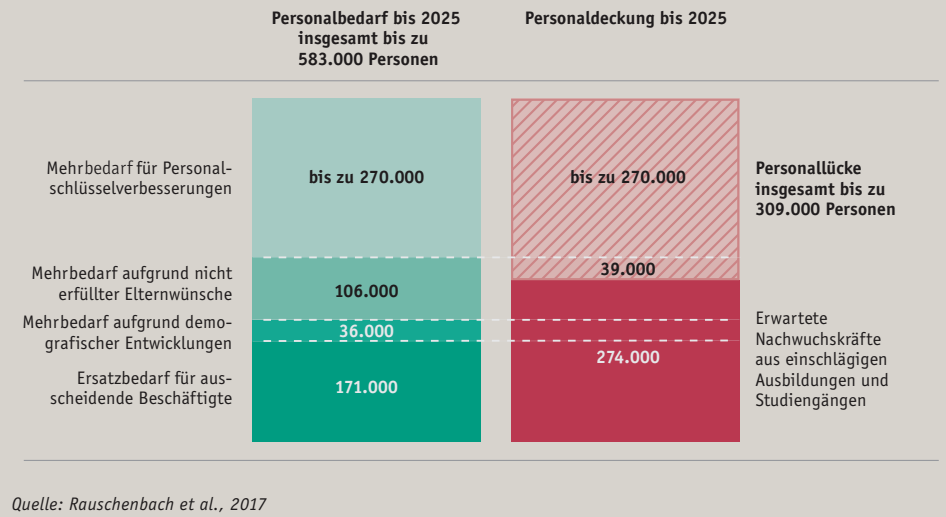 Personalbedarf bis 2025
insgesamt bis zu
583.000 Personen
Personaldeckung bis 2025
Mehrbedarf für Personal-
schlüsselverbesserungen
bis zu 270.000
bis zu 270.000
Personallücke
insgesamt bis zu
309.000 Personen
Mehrbedarf aufgrund nicht
erfüllter Elternwünsche
106.000
39.000
Mehrbedarf aufgrund demo-
grafischer Entwicklungen
36.000
Ersatzbedarf für aus-
scheidende Beschäftigte
171.000
274.000
Erwartete
Nachwuchskräfte
aus einschlägigen
Ausbildungen und
Studiengängen
Quelle: Rauschenbach et al., 2017